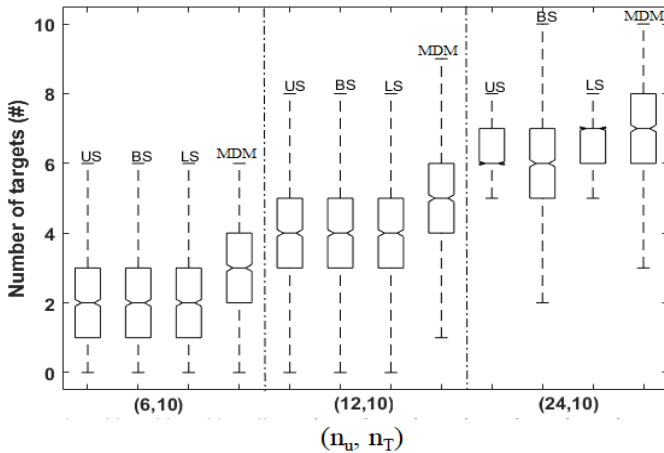 Number of targets (#)
10
8
6
4
2
0
US BS LS MDM
US BS LS MDM
US BS LS MDM
(6,10) (12,10) (24,10)
(nu, nT)